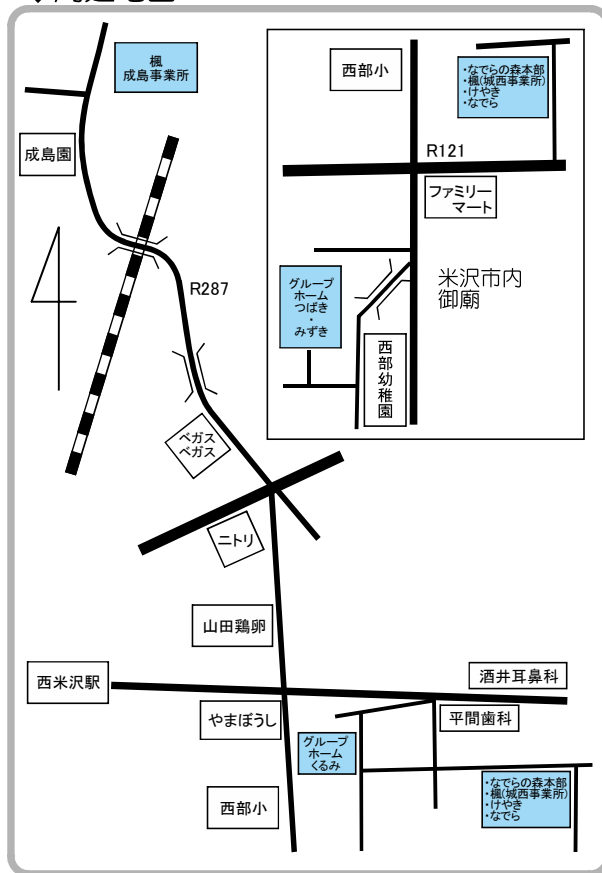 楓
成島事業所
成島園
R287
ベガス
ベガス
ニトリ
山田鶏卵
西米沢駅
やまぼうし
西部小
酒井耳鼻科
平間歯科
グループ
ホーム
くるみ
・なでらの森本部
・楓(城西事業所)
・けやき
・なでら
西部小
・なでらの森本部
・楓(城西事業所)
・けやき
・なでら
R121
ファミリー
マート
米沢市内
御廟
グループ
ホーム
つばき
・
みずき
西部幼稚園